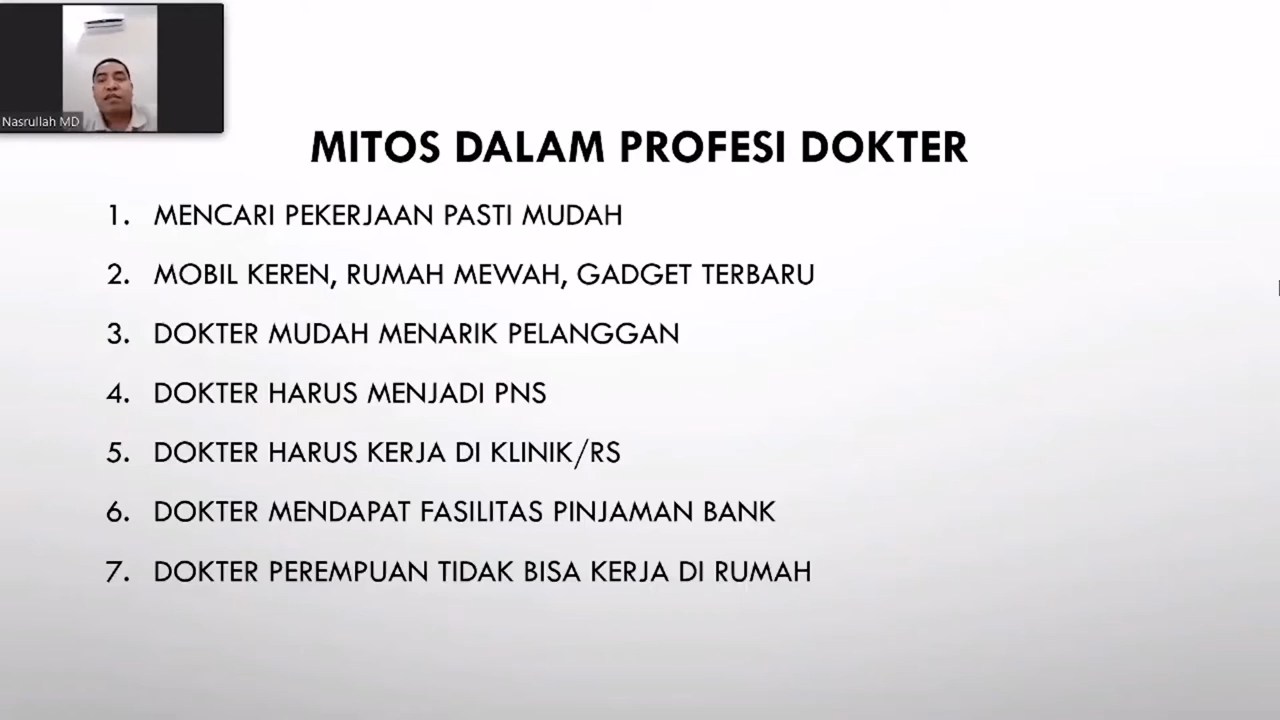 Nasrullah MD
MITOS DALAM PROFESI DOKTER
1. MENCARI PEKERJAAN PASTI MUDAH
2. MOBIL KEREN, RUMAH MEWAH, GADGET TERBARU
3. DOKTER MUDAH MENARIK PELANGGAN
4. DOKTER HARUS MENJADI PNS
5. DOKTER HARUS KERJA DI KLINIK/RS
6. DOKTER MENDAPAT FASILITAS PINJAMAN BANK
7. DOKTER PEREMPUAN TIDAK BISA KERJA DI RUMAH